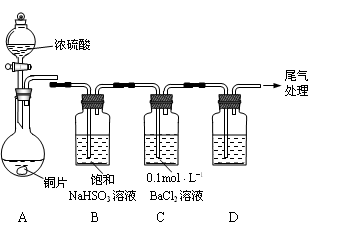 浓硫酸
尾气
处理
铜片
饱和
NaHSO₃溶液
0.1mol·L⁻¹
BaCl₂溶液
A B C D